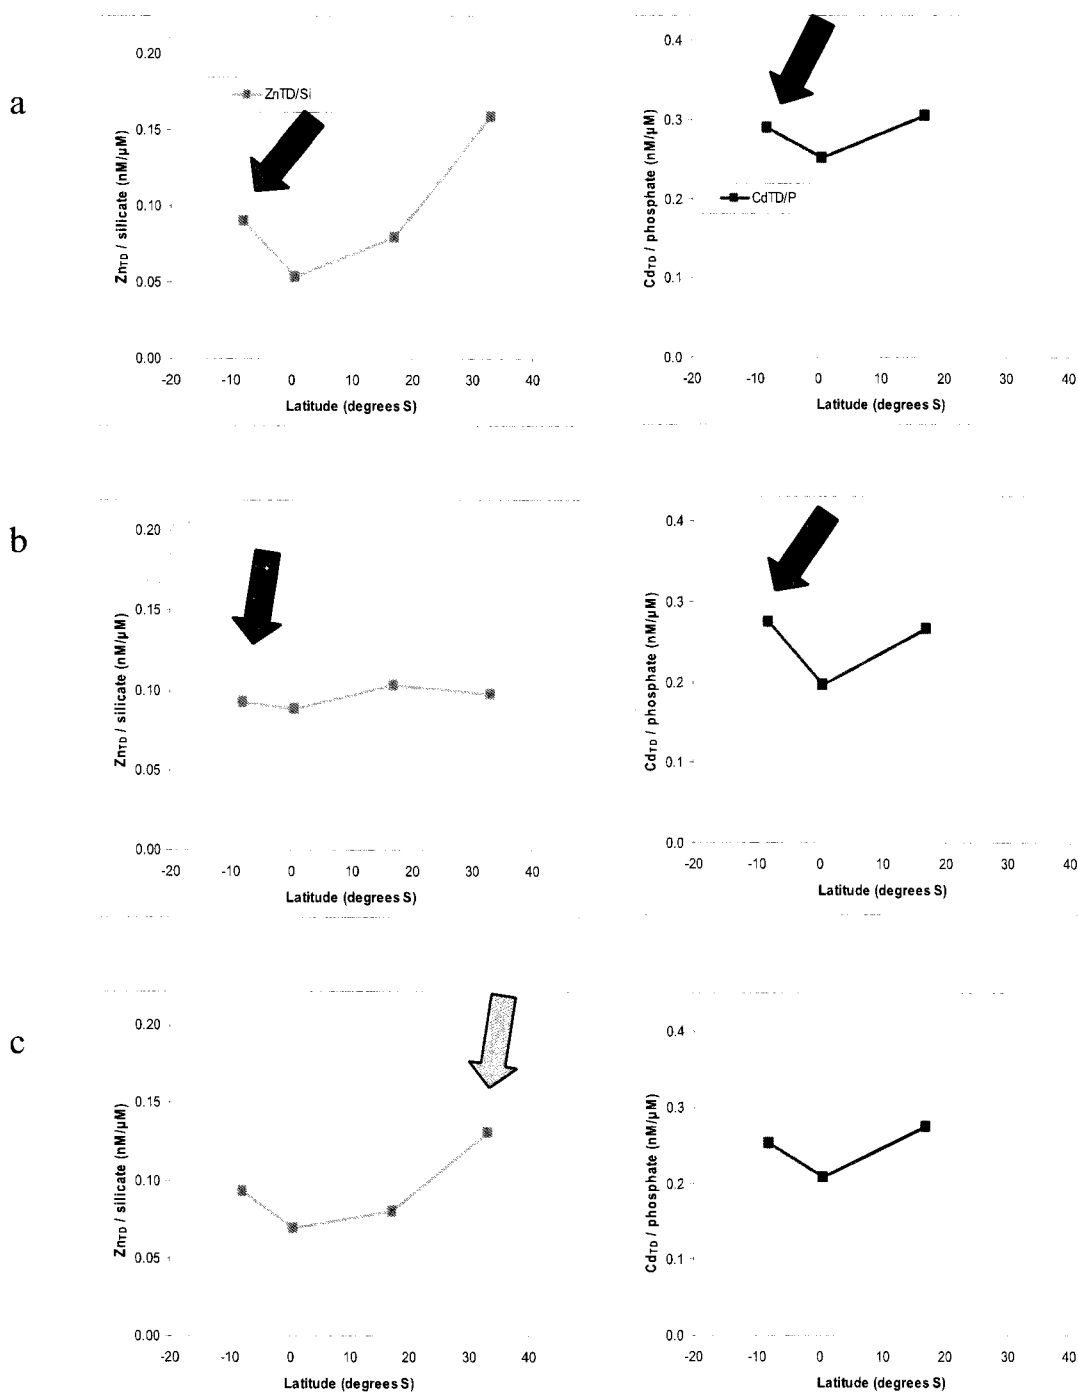 a
ZnTD / silicate (nM/µM)
0.20
0.15
0.10
0.05
0.00
ZnTD/Si
-20 -10 0 10 20 30 40
Latitude (degrees S)
CdTD / phosphate (nM/µM)
0.4
0.3
0.2
0.1
0.0
CdTD/P
-20 -10 0 10 20 30 40
Latitude (degrees S)
b
ZnTD / silicate (nM/µM)
0.20
0.15
0.10
0.05
0.00
-20 -10 0 10 20 30 40
Latitude (degrees S)
CdTD / phosphate (nM/µM)
0.4
0.3
0.2
0.1
0.0
-20 -10 0 10 20 30 40
Latitude (degrees S)
c
ZnTD / silicate (nM/µM)
0.20
0.15
0.10
0.05
0.00
-20 -10 0 10 20 30 40
Latitude (degrees S)
CdTD / phosphate (nM/µM)
0.4
0.3
0.2
0.1
0.0
-20 -10 0 10 20 30 40
Latitude (degrees S)